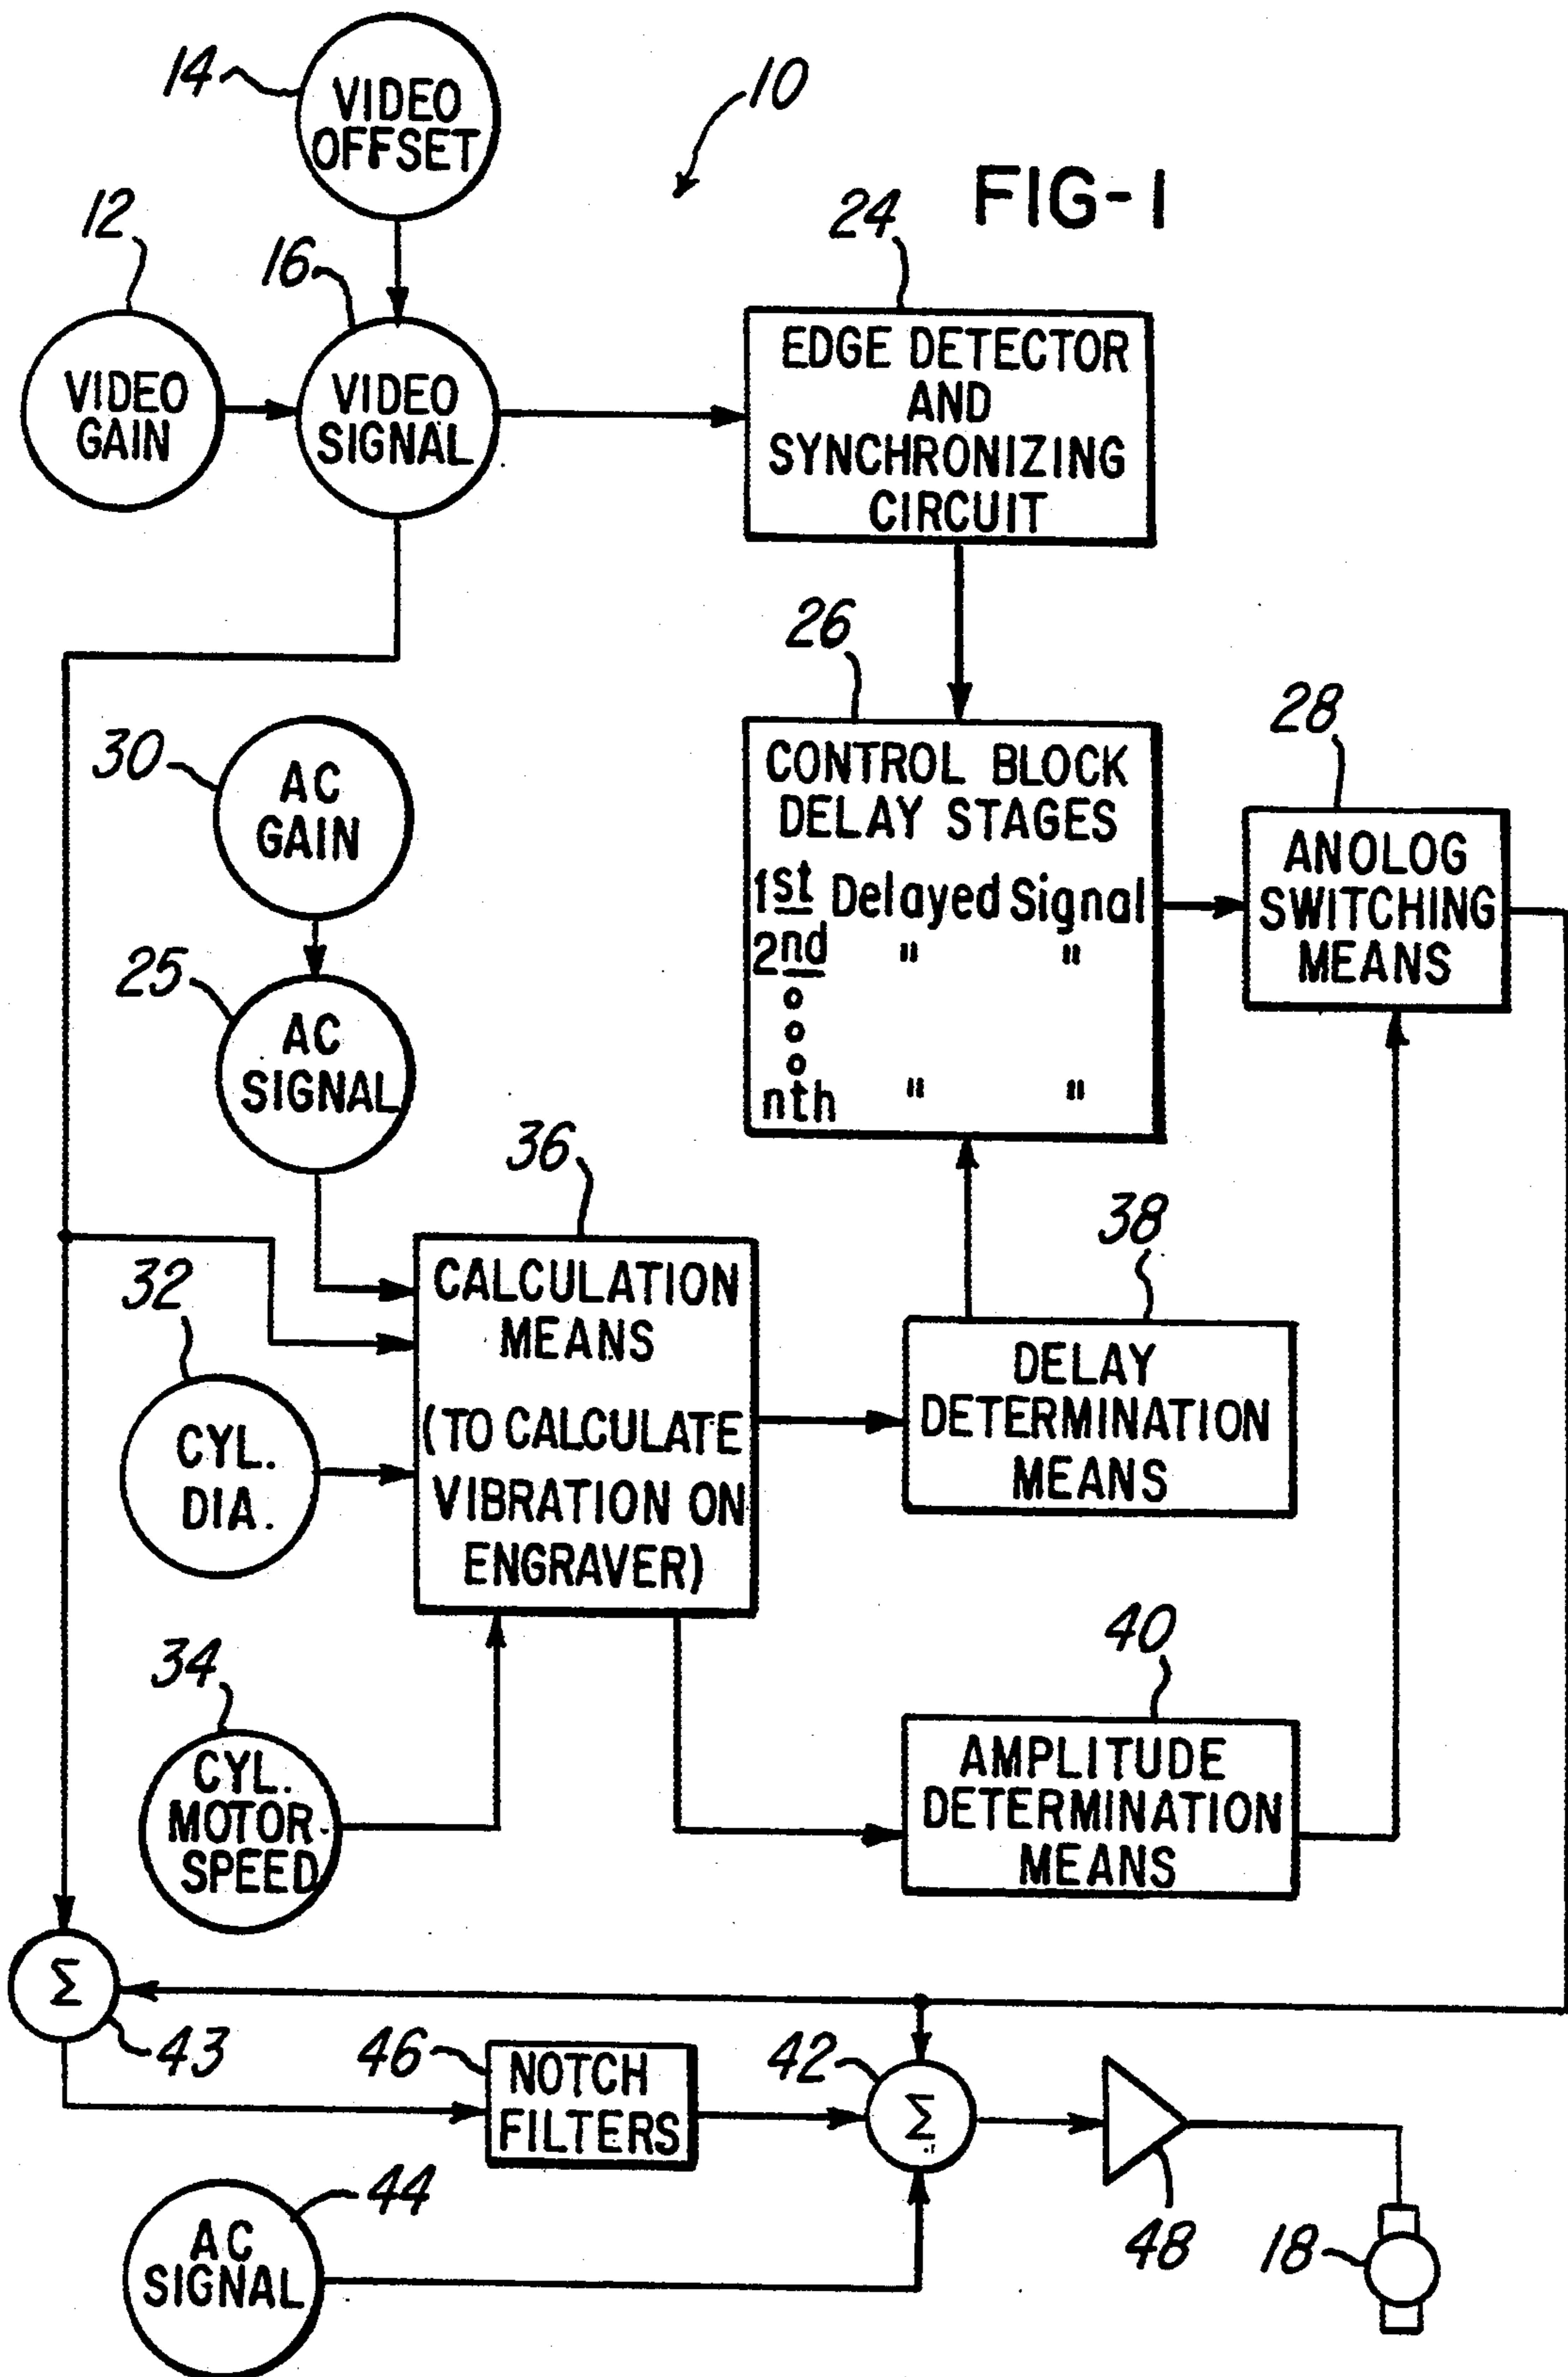 14
VIDEO
OFFSET
10
FIG-1
12
VIDEO
GAIN
16
VIDEO
SIGNAL
24
EDGE DETECTOR
AND
SYNCHRONIZING
CIRCUIT
26
CONTROL BLOCK
DELAY STAGES
1st Delayed Signal
2nd " "
o
o
o
nth " "
28
ANOLOG
SWITCHING
MEANS
30
AC
GAIN
25
AC
SIGNAL
36
CALCULATION
MEANS
(TO CALCULATE
VIBRATION ON
ENGRAVER)
32
CYL.
DIA.
38
DELAY
DETERMINATION
MEANS
34
CYL.
MOTOR
SPEED
40
AMPLITUDE
DETERMINATION
MEANS
Σ
43
46
NOTCH
FILTERS
42
Σ
48
18
44
AC
SIGNAL